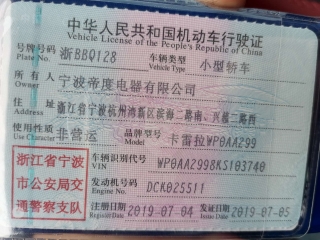 中华人民共和国机动车行驶证
Vehicle License of the People's Republic of China
号牌号码 浙BBQ128 车辆类型 小型轿车
Plate No. Vehicle Type
所有人 宁波帝度电器有限公司
Owner
住址 浙江省宁波杭州湾新区滨海二路南、兴慈二路西
Address
使用性质 非营运 品牌型号 卡雷拉WP0AA299
Use Character Model
浙江省宁波市公安局交通警察支队
车辆识别代号 WP0AA2998KS103740
VIN
发动机号码 DCK025511
Engine No.
注册日期 2019-07-04 发证日期 2019-07-05
Register Date Issue Date